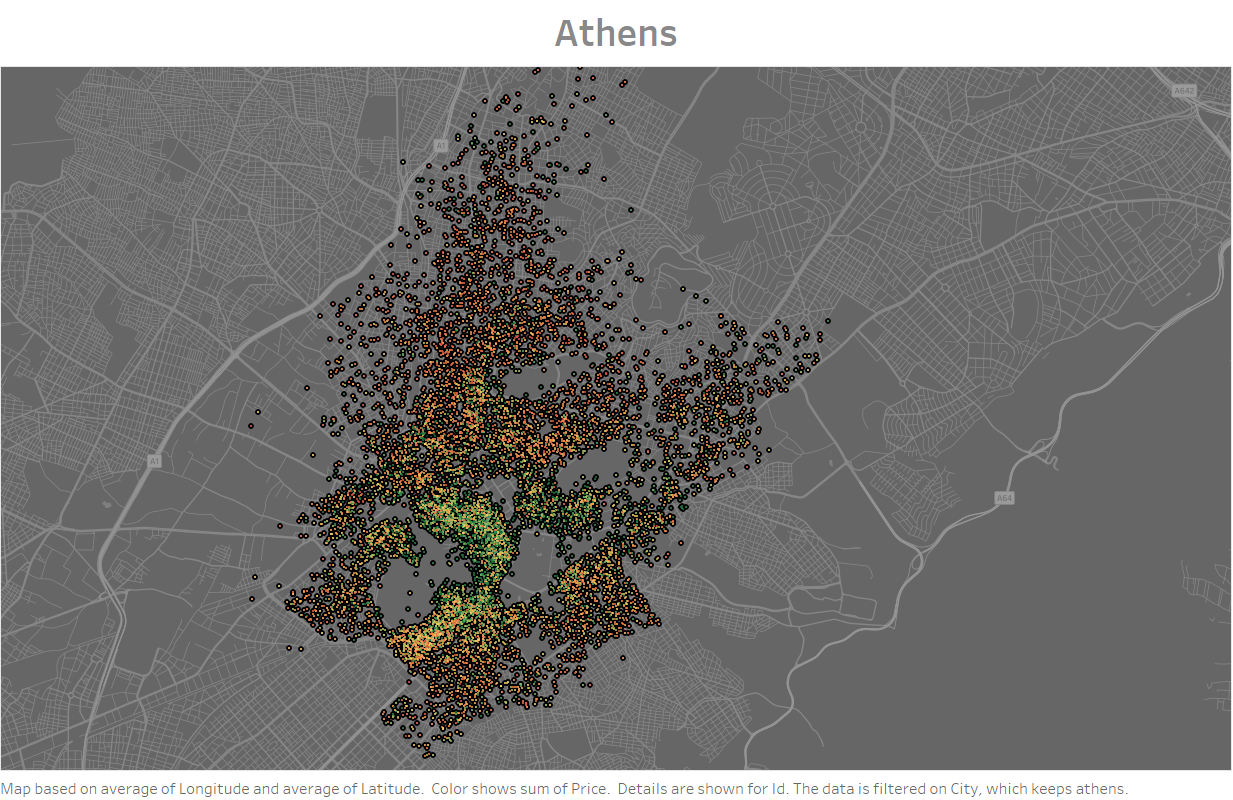 Athens
A642
A1
A1
A64
Map based on average of Longitude and average of Latitude.  Color shows sum of Price.  Details are shown for Id. The data is filtered on City, which keeps athens.